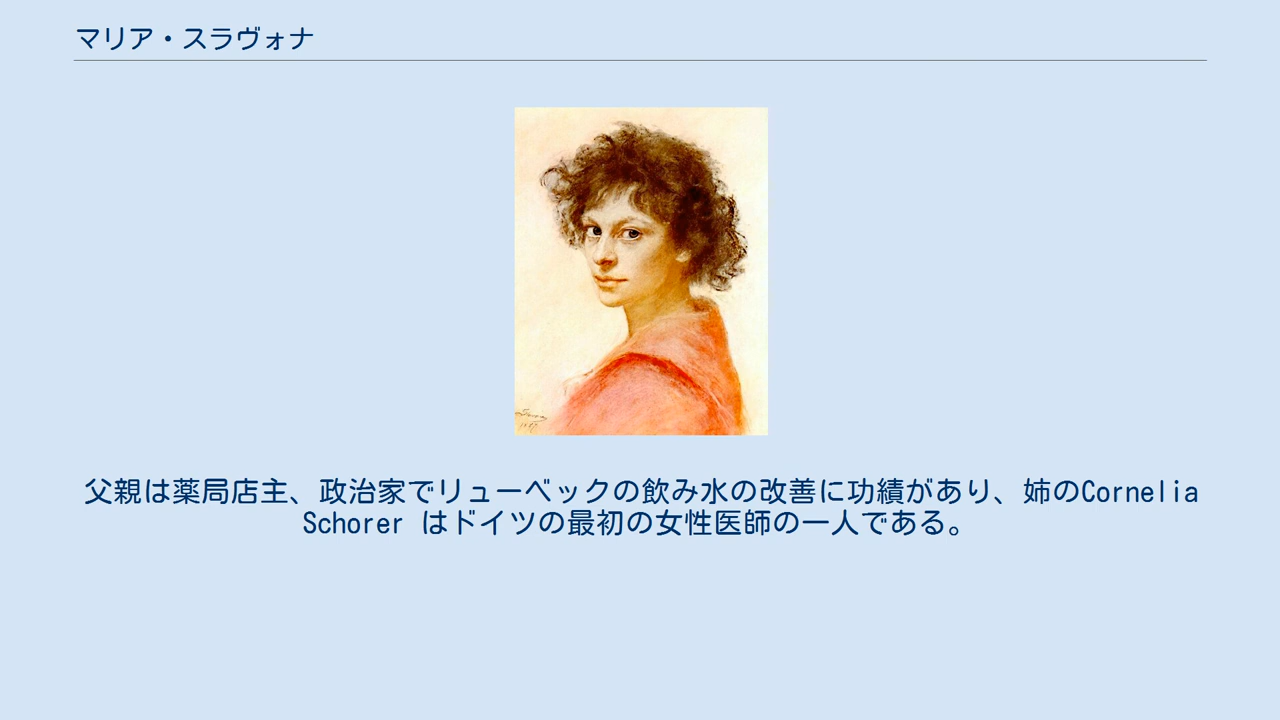 マリア・スラヴォナ
父親は薬局店主、政治家でリューベックの飲み水の改善に功績があり、姉のCornelia
Schorer はドイツの最初の女性医師の一人である。